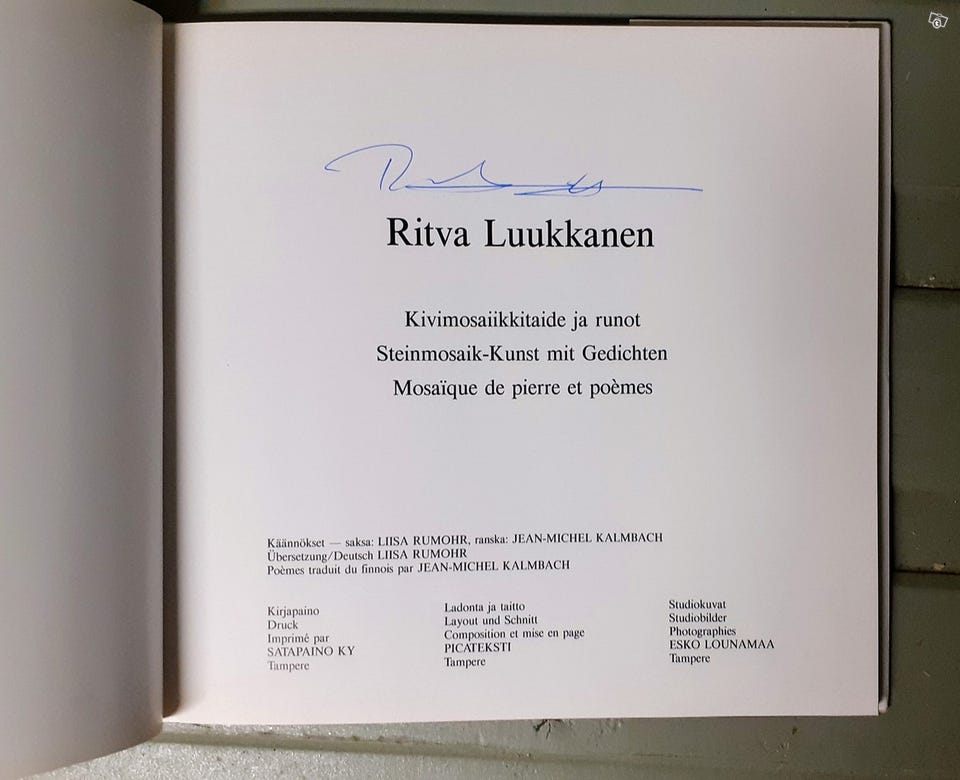 Ritva Luukkanen
Kivimosaiikkitaide ja runot
Steinmosaik-Kunst mit Gedichten
Mosaïque de pierre et poèmes
Käännökset — saksa: LIISA RUMOHR, ranska: JEAN-MICHEL KALMBACH
Übersetzung/Deutsch LIISA RUMOHR
Poèmes traduit du finnois par JEAN-MICHEL KALMBACH
Kirjapaino
Druck
Imprimé par
SATAPAINO KY
Tampere
Ladonta ja taitto
Layout und Schnitt
Composition et mise en page
PICATEKSTI
Tampere
Studiokuvat
Studiobilder
Photographies
ESKO LOUNAMAA
Tampere